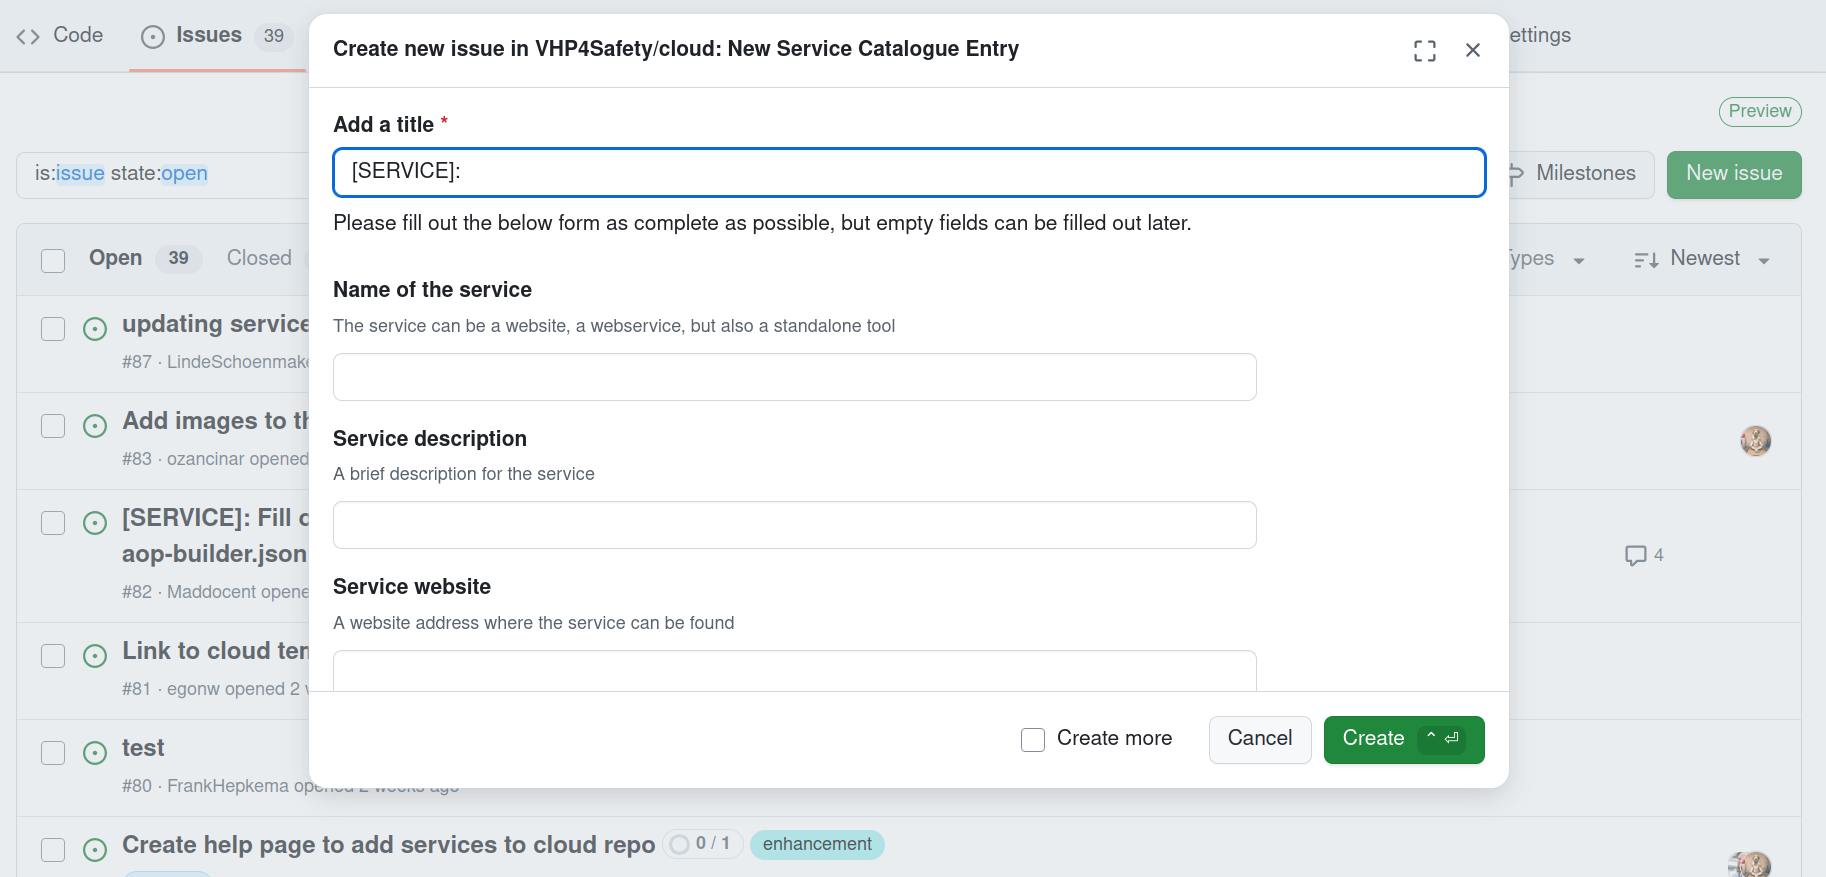 Code
Issues 39
ettings
Create new issue in VHP4Safety/cloud: New Service Catalogue Entry
Preview
Add a title *
[SERVICE]:
is:issue state:open
Milestones
New issue
Please fill out the below form as complete as possible, but empty fields can be filled out later.
Open 39 Closed
ypes
Newest
Name of the service
The service can be a website, a webservice, but also a standalone tool
updating service
#87 · LindeSchoenmake
Service description
A brief description for the service
Add images to th
#83 · ozancinar opened
[SERVICE]: Fill o
aop-builder.json
#82 · Maddocent opene
4
Service website
A website address where the service can be found
Link to cloud ten
#81 · egonw opened 2 w
Create more
Cancel
Create ^ ⏎
test
#80 · FrankHepkema opened 2 weeks ago
Create help page to add services to cloud repo 0 / 1 enhancement